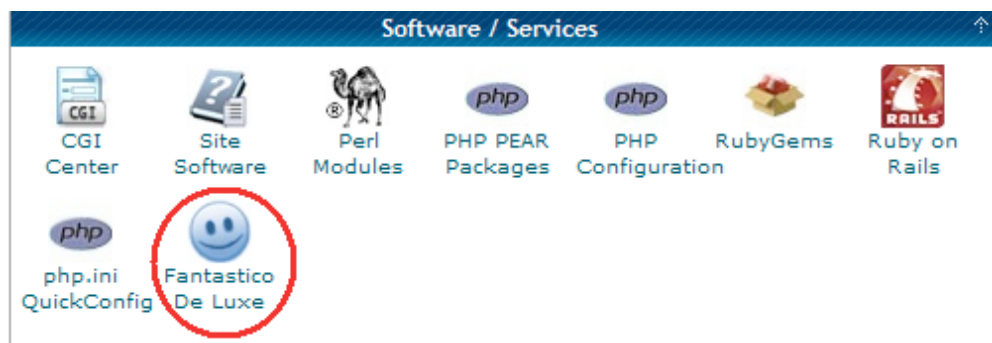 Software / Services
CGI
®
php
php
RAILS
CGI Site Perl PHP PEAR PHP RubyGems Ruby on
Center Software Modules Packages Configuration Rails
php
php.ini Fantastico
QuickConfig De Luxe